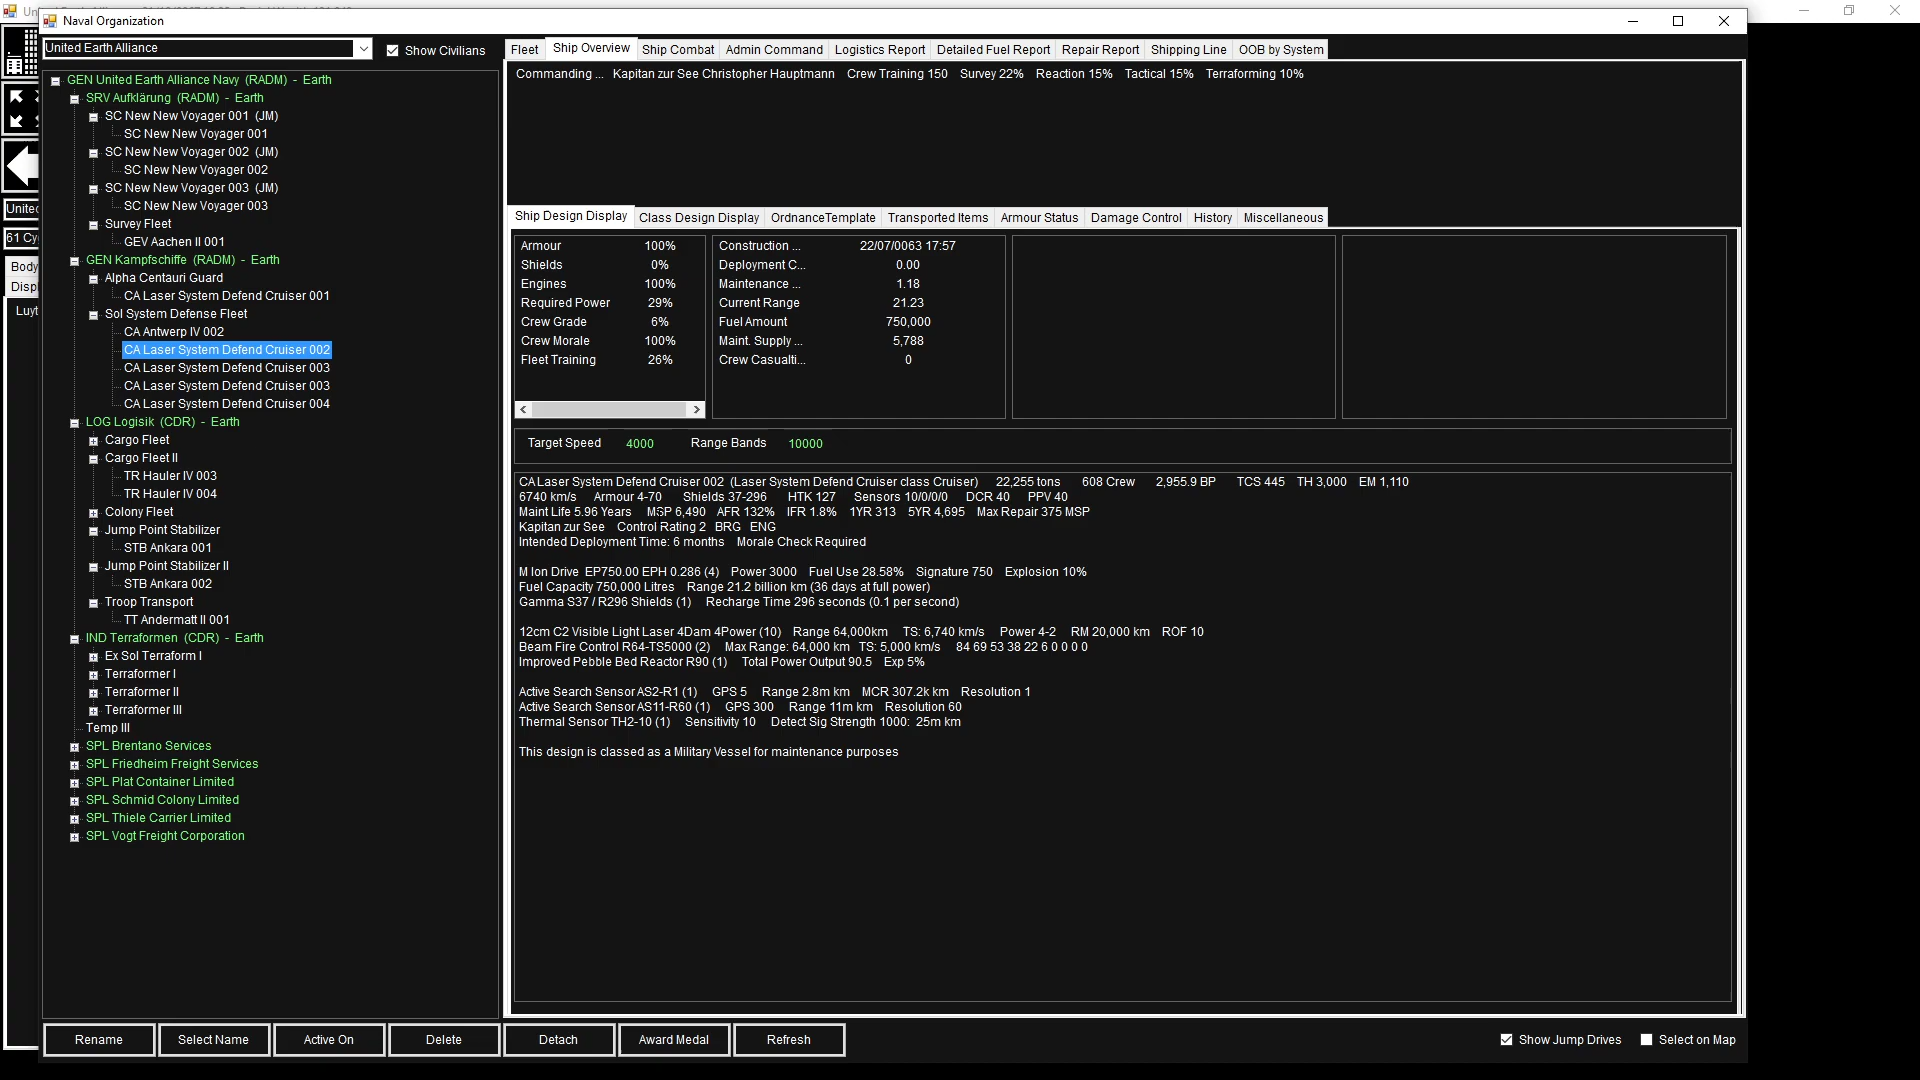 Naval Organization
United Earth Alliance
Show Civilians
GEN United Earth Alliance Navy (RADM) - Earth
SRV Aufklärung (RADM) - Earth
SC New New Voyager 001 (JM)
SC New New Voyager 001
SC New New Voyager 002 (JM)
SC New New Voyager 002
SC New New Voyager 003 (JM)
SC New New Voyager 003
Survey Fleet
GEV Aachen II 001
GEN Kampfschiffe (RADM) - Earth
Alpha Centauri Guard
CA Laser System Defend Cruiser 001
Sol System Defense Fleet
CA Antwerp IV 002
CA Laser System Defend Cruiser 002
CA Laser System Defend Cruiser 003
CA Laser System Defend Cruiser 003
CA Laser System Defend Cruiser 004
LOG Logisik (CDR) - Earth
Cargo Fleet
Cargo Fleet II
TR Hauler IV 003
TR Hauler IV 004
Colony Fleet
Jump Point Stabilizer
STB Ankara 001
Jump Point Stabilizer II
STB Ankara 002
Troop Transport
TT Andermatt II 001
IND Terraformen (CDR) - Earth
Ex Sol Terraform I
Terraformer I
Terraformer II
Terraformer III
Temp III
SPL Brentano Services
SPL Friedheim Freight Services
SPL Plat Container Limited
SPL Schmid Colony Limited
SPL Thiele Carrier Limited
SPL Vogt Freight Corporation
Fleet Ship Overview Ship Combat Admin Command Logistics Report Detailed Fuel Report Repair Report Shipping Line OOB by System
Commanding ... Kapitan zur See Christopher Hauptmann Crew Training 150 Survey 22% Reaction 15% Tactical 15% Terraforming 10%
Ship Design Display Class Design Display OrdnanceTemplate Transported Items Armour Status Damage Control History Miscellaneous
Armour 100%
Shields 0%
Engines 100%
Required Power 29%
Crew Grade 6%
Crew Morale 100%
Fleet Training 26%
Construction ... 22/07/0063 17:57
Deployment C... 0.00
Maintenance ... 1.18
Current Range 21.23
Fuel Amount 750,000
Maint. Supply ... 5,788
Crew Casualti... 0
Target Speed 4000 Range Bands 10000
CA Laser System Defend Cruiser 002 (Laser System Defend Cruiser class Cruiser) 22,255 tons 608 Crew 2,955.9 BP TCS 445 TH 3,000 EM 1,110
6740 km/s Armour 4-70 Shields 37-296 HTK 127 Sensors 10/0/0/0 DCR 40 PPV 40
Maint Life 5.96 Years MSP 6,490 AFR 132% IFR 1.8% 1YR 313 5YR 4,695 Max Repair 375 MSP
Kapitan zur See Control Rating 2 BRG ENG
Intended Deployment Time: 6 months Morale Check Required
M Ion Drive EP750.00 EPH 0.286 (4) Power 3000 Fuel Use 28.58% Signature 750 Explosion 10%
Fuel Capacity 750,000 Litres Range 21.2 billion km (36 days at full power)
Gamma S37 / R296 Shields (1) Recharge Time 296 seconds (0.1 per second)
12cm C2 Visible Light Laser 4Dam 4Power (10) Range 64,000km TS: 6,740 km/s Power 4-2 RM 20,000 km ROF 10
Beam Fire Control R64-TS5000 (2) Max Range: 64,000 km TS: 5,000 km/s 84 69 53 38 22 6 0 0 0 0
Improved Pebble Bed Reactor R90 (1) Total Power Output 90.5 Exp 5%
Active Search Sensor AS2-R1 (1) GPS 5 Range 2.8m km MCR 307.2k km Resolution 1
Active Search Sensor AS11-R60 (1) GPS 300 Range 11m km Resolution 60
Thermal Sensor TH2-10 (1) Sensitivity 10 Detect Sig Strength 1000: 25m km
This design is classed as a Military Vessel for maintenance purposes
Rename Select Name Active On Delete Detach Award Medal Refresh
Show Jump Drives Select on Map